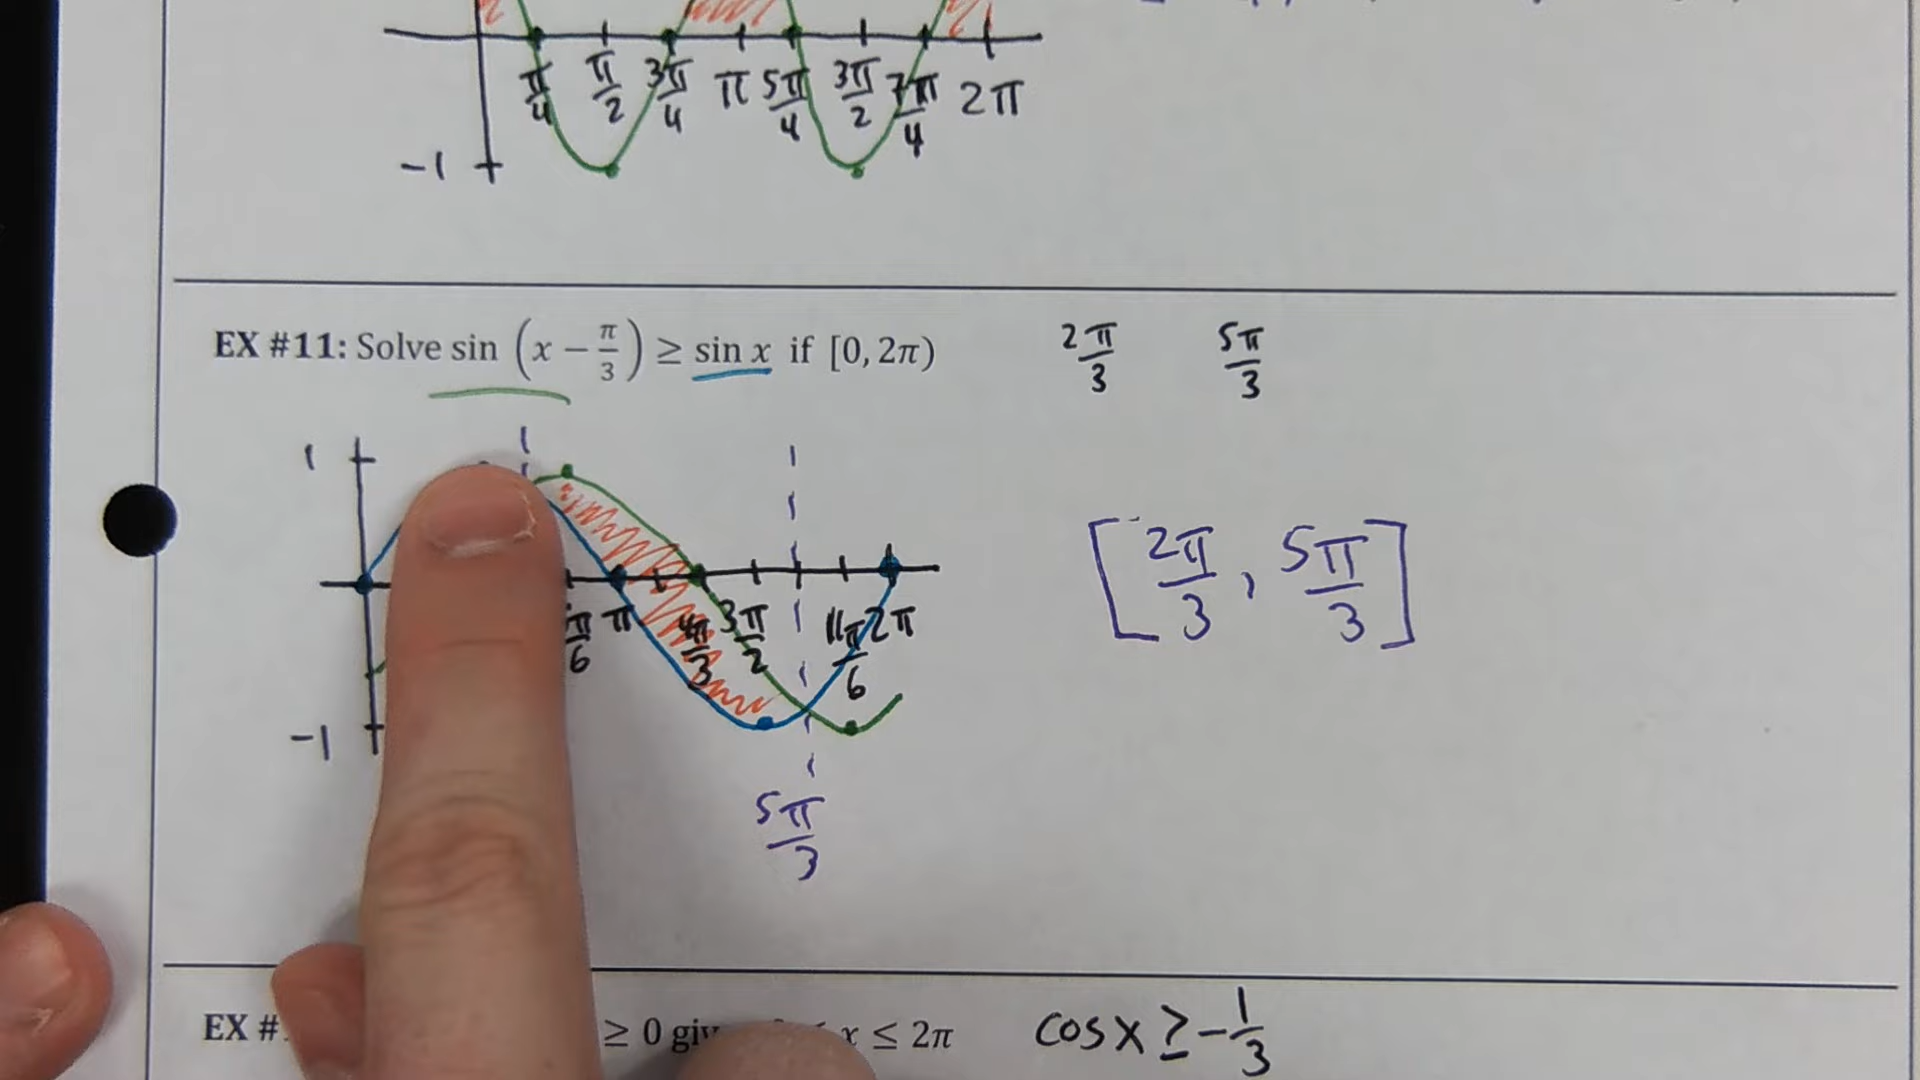 π/4 π/2 3π/4 π 5π/4 3π/2 7π/4 2π
-1
EX #11: Solve sin (x − π/3) ≥ sin x if [0, 2π)
2π/3 5π/3
1
[2π/3, 5π/3]
π 4π/3 3π/2 11π/6 2π
-1
5π/3
EX # ≥ 0 x ≤ 2π
cos x ≥ -1/3